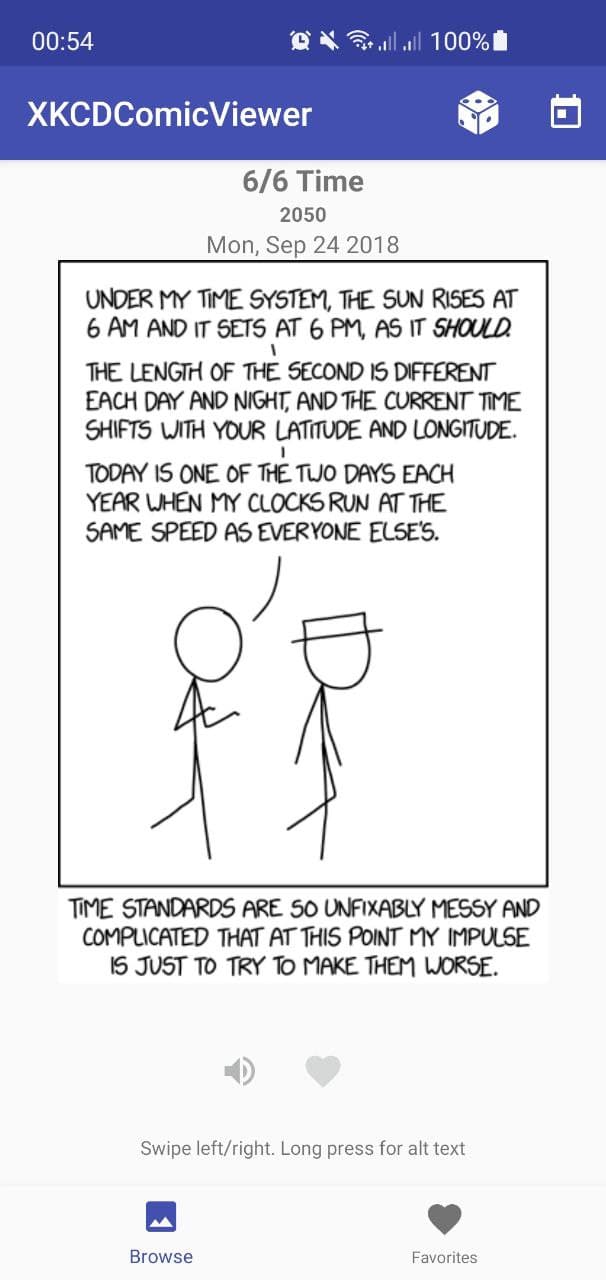 00:54
100%
XKCDComicViewer
6/6 Time
2050
Mon, Sep 24 2018
UNDER MY TIME SYSTEM, THE SUN RISES AT
6 AM AND IT SETS AT 6 PM, AS IT SHOULD.
THE LENGTH OF THE SECOND IS DIFFERENT
EACH DAY AND NIGHT, AND THE CURRENT TIME
SHIFTS WITH YOUR LATITUDE AND LONGITUDE.
TODAY IS ONE OF THE TWO DAYS EACH
YEAR WHEN MY CLOCKS RUN AT THE
SAME SPEED AS EVERYONE ELSE'S.
TIME STANDARDS ARE SO UNFIXABLY MESSY AND
COMPLICATED THAT AT THIS POINT MY IMPULSE
IS JUST TO TRY TO MAKE THEM WORSE.
Swipe left/right. Long press for alt text
Browse
Favorites